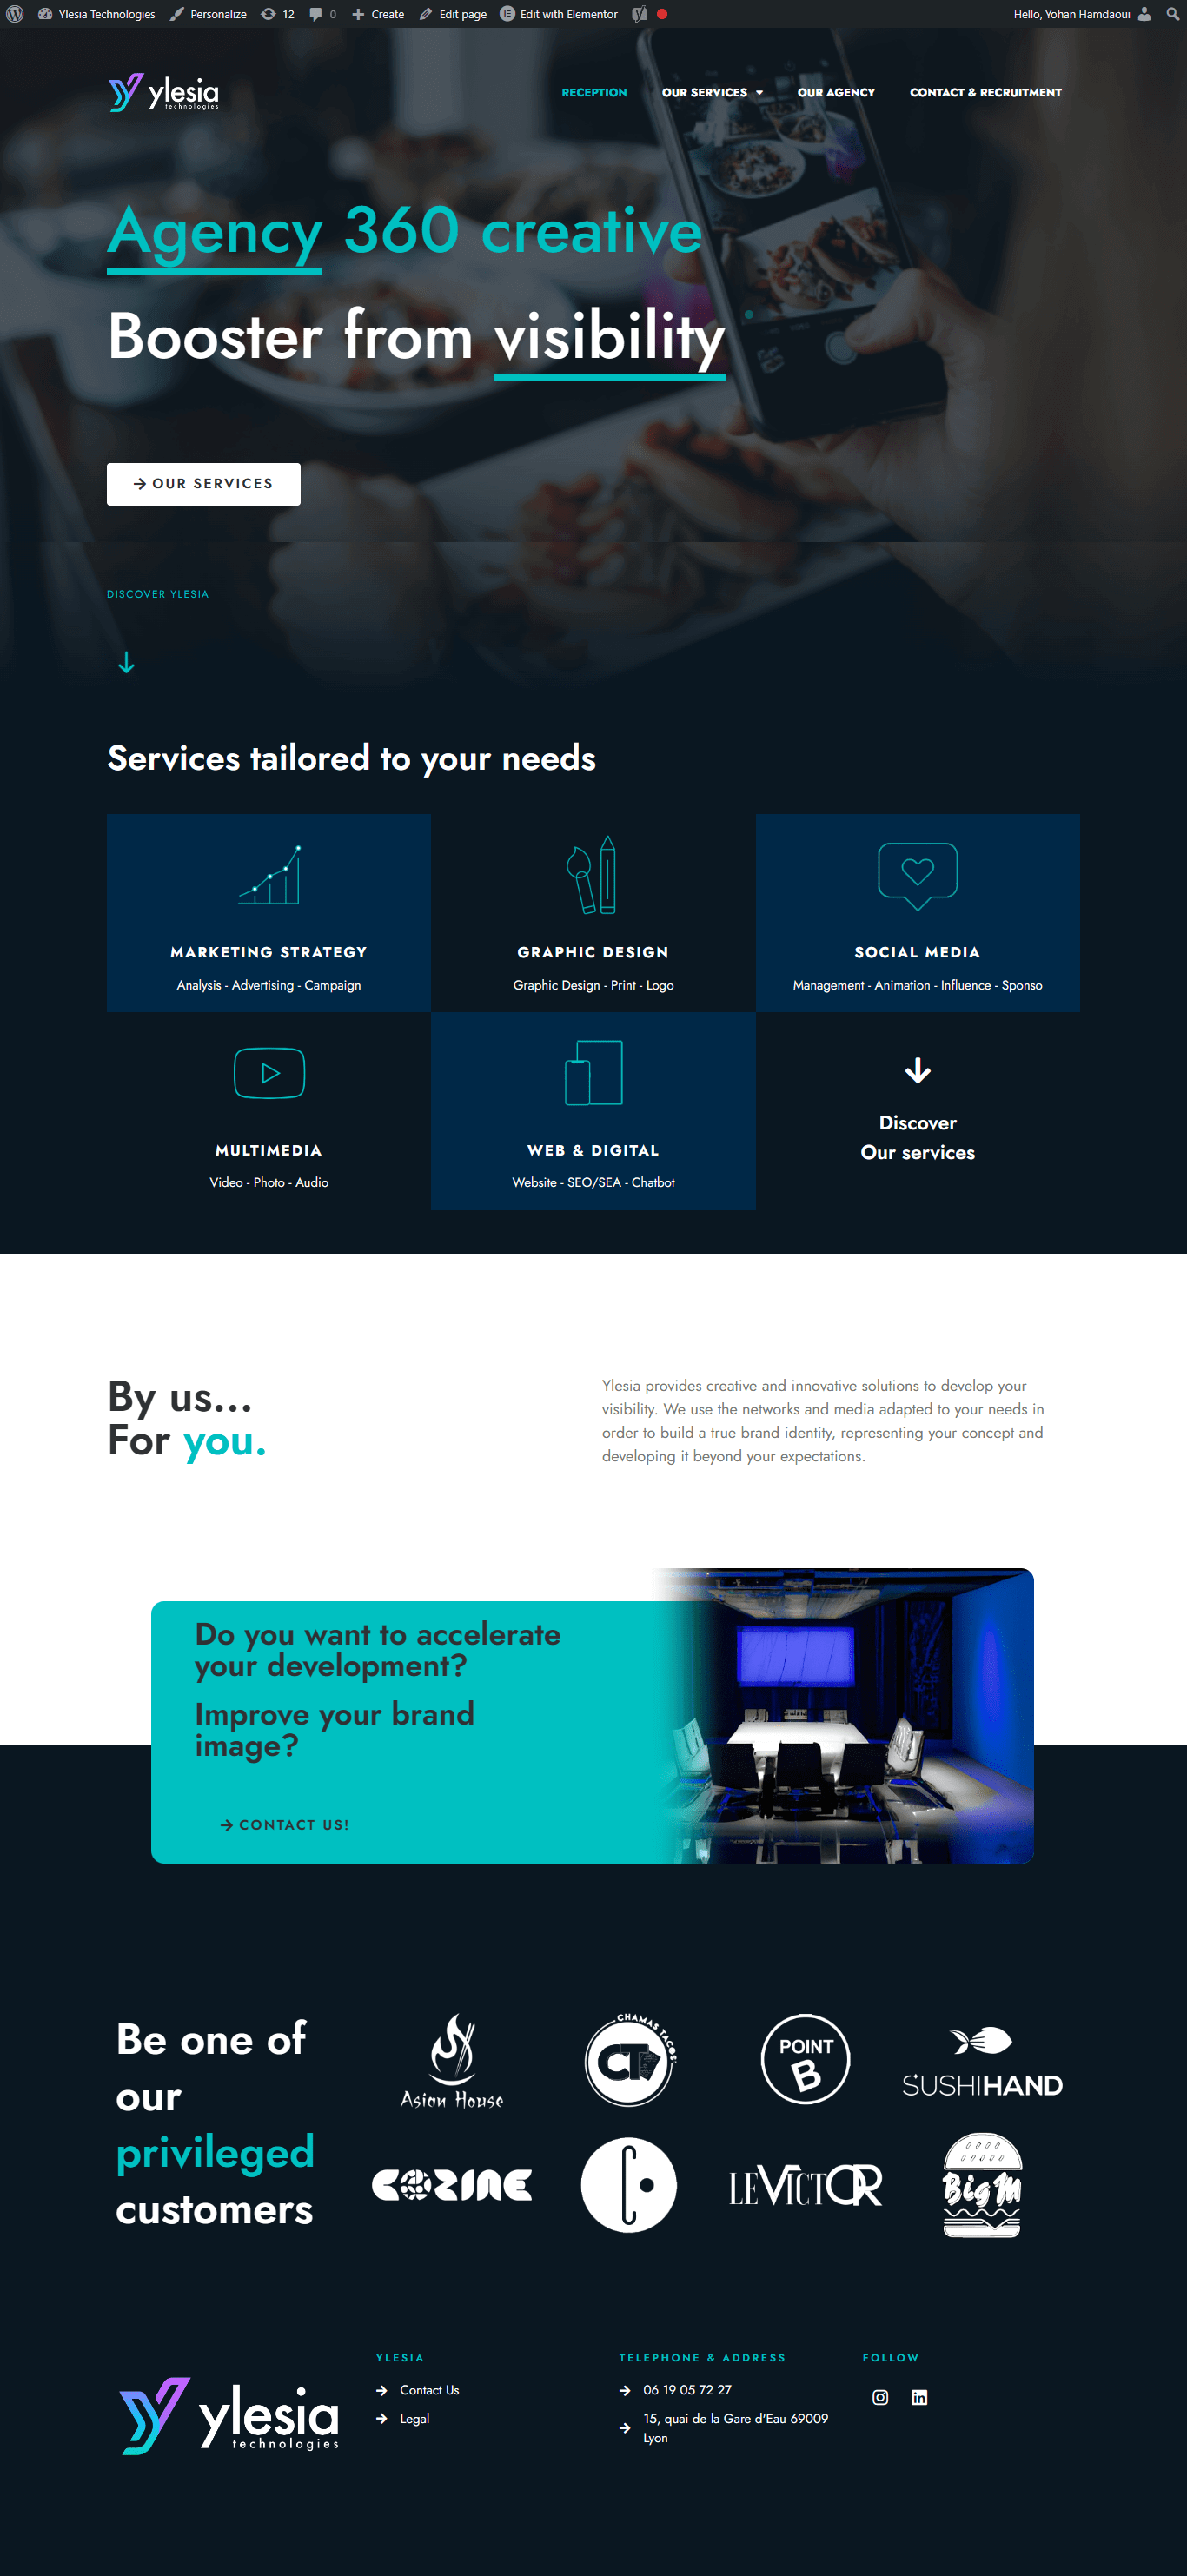 Ylesia Technologies Personalize 12 0 Create Edit page Edit with Elementor Hello, Yohan Hamdaoui
ylesia
technologies
RECEPTION OUR SERVICES OUR AGENCY CONTACT & RECRUITMENT
Agency 360 creative
Booster from visibility
OUR SERVICES
DISCOVER YLESIA
Services tailored to your needs
MARKETING STRATEGY
Analysis - Advertising - Campaign
GRAPHIC DESIGN
Graphic Design - Print - Logo
SOCIAL MEDIA
Management - Animation - Influence - Sponso
MULTIMEDIA
Video - Photo - Audio
WEB & DIGITAL
Website - SEO/SEA - Chatbot
Discover
Our services
By us...
For you.
Ylesia provides creative and innovative solutions to develop your
visibility. We use the networks and media adapted to your needs in
order to build a true brand identity, representing your concept and
developing it beyond your expectations.
Do you want to accelerate
your development?
Improve your brand
image?
CONTACT US!
Be one of
our
privileged
customers
Asian House
CHAMAS TACOS
CT
POINT
B
SUSHIHAND
COZINE
LEVICTOR
Big M
ylesia
technologies
YLESIA
Contact Us
Legal
TELEPHONE & ADDRESS
06 19 05 72 27
15, quai de la Gare d'Eau 69009
Lyon
FOLLOW